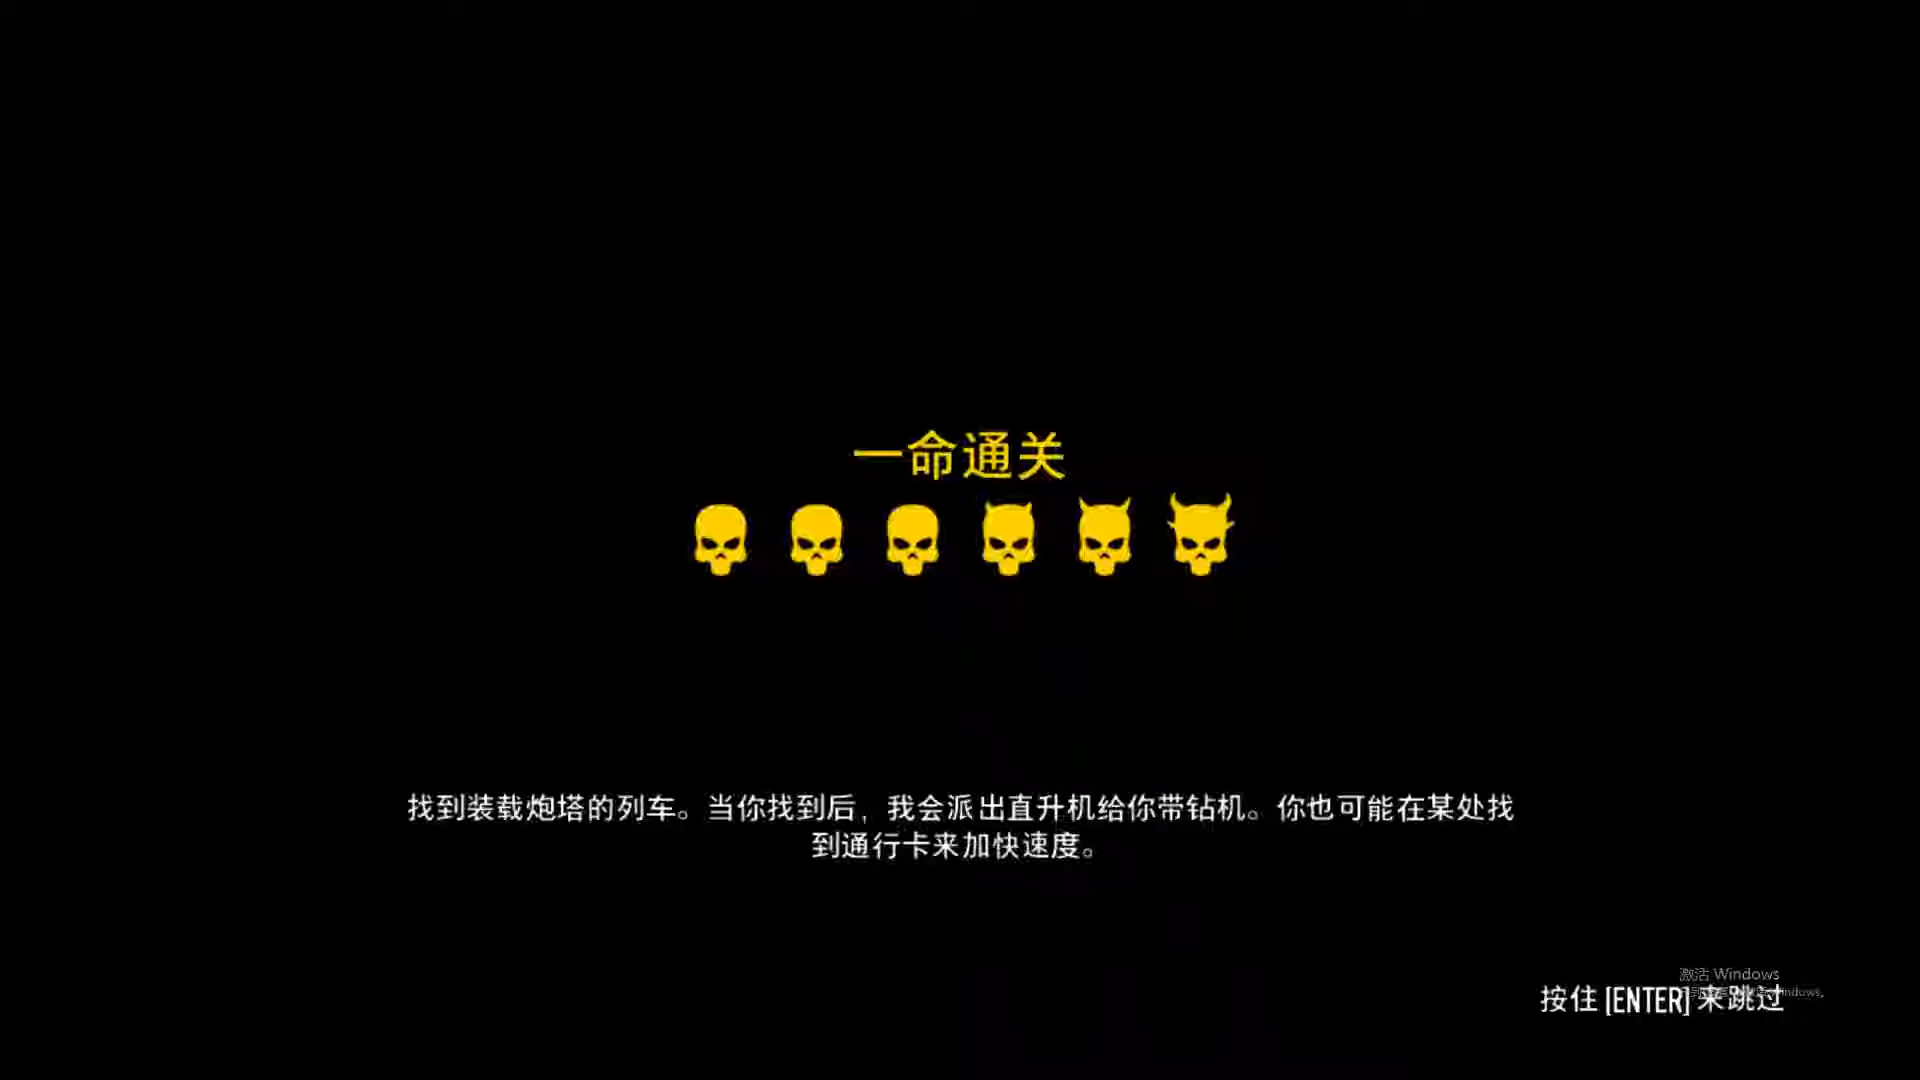 一命通关
找到装载炮塔的列车。当你找到后，我会派出直升机给你带钻机。你也可能在某处找
到通行卡来加快速度。
激活 Windows
按住 [ENTER] 来跳过